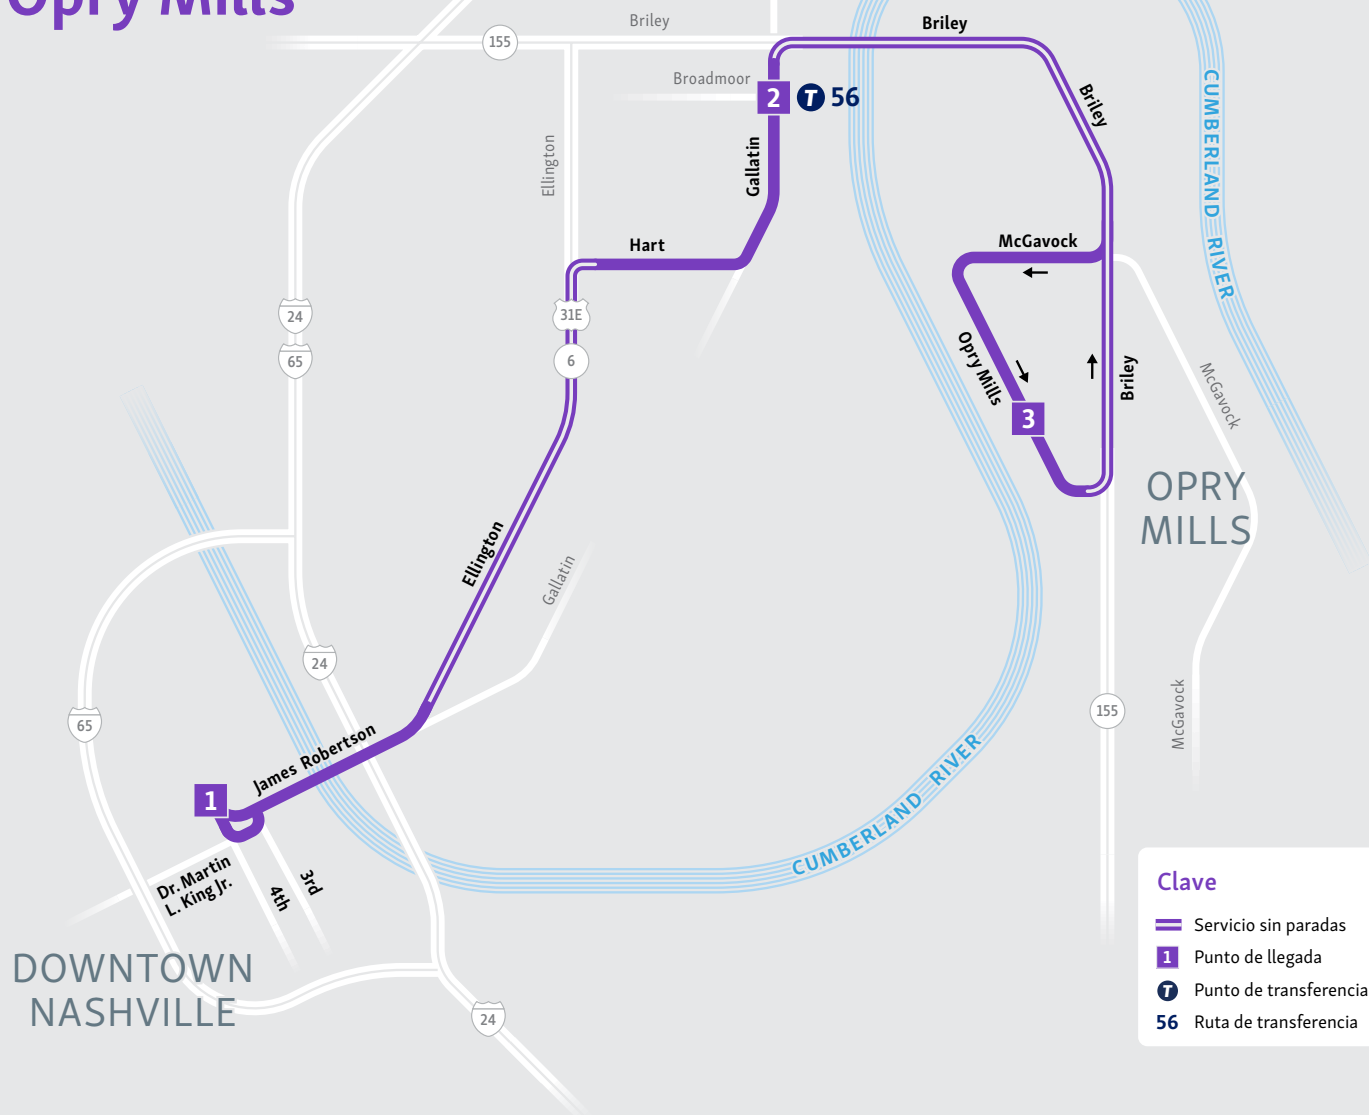 Opry Mills
Briley
155
Briley
Broadmoor
2
T 56
Briley
CUMBERLAND RIVER
Ellington
Gallatin
Hart
McGavock
24
31E
65
6
Opry Mills
Briley
McGavock
3
OPRY
MILLS
Ellington
Gallatin
24
65
155
McGavock
James Robertson
1
CUMBERLAND RIVER
Dr. Martin
L. King Jr.
4th
3rd
DOWNTOWN
NASHVILLE
24
Clave
Servicio sin paradas
1 Punto de llegada
T Punto de transferencia
56 Ruta de transferencia